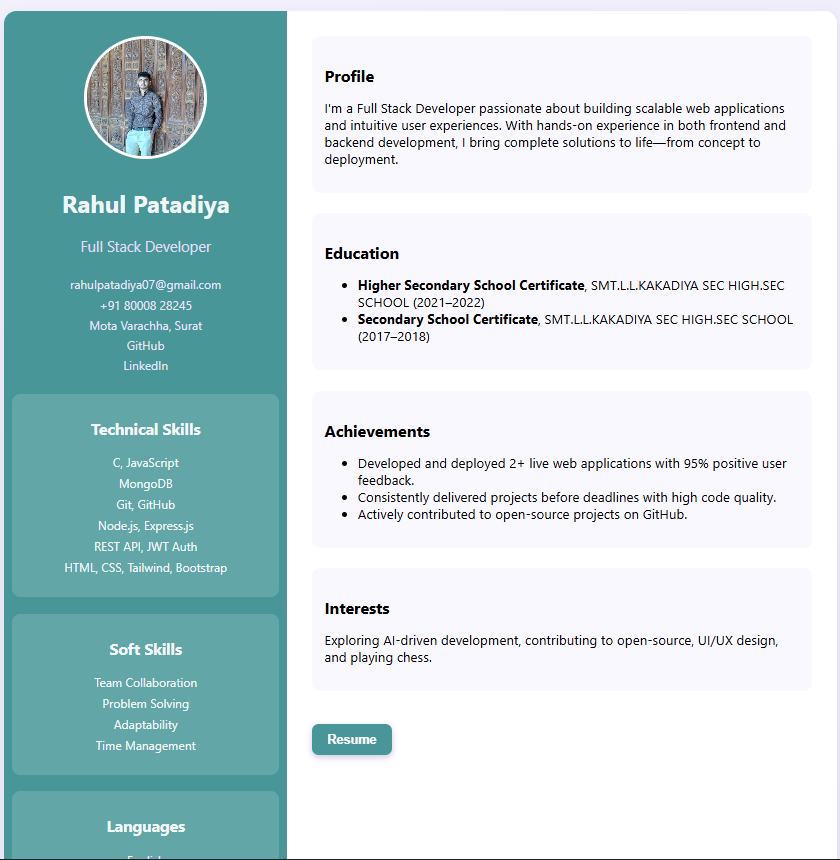 Rahul Patadiya
Full Stack Developer
rahulpatadiya07@gmail.com
+91 80008 28245
Mota Varachha, Surat
GitHub
LinkedIn
Technical Skills
C, JavaScript
MongoDB
Git, GitHub
Node.js, Express.js
REST API, JWT Auth
HTML, CSS, Tailwind, Bootstrap
Soft Skills
Team Collaboration
Problem Solving
Adaptability
Time Management
Languages
Profile
I'm a Full Stack Developer passionate about building scalable web applications
and intuitive user experiences. With hands-on experience in both frontend and
backend development, I bring complete solutions to life—from concept to
deployment.
Education
• Higher Secondary School Certificate, SMT.L.L.KAKADIYA SEC HIGH.SEC
SCHOOL (2021–2022)
• Secondary School Certificate, SMT.L.L.KAKADIYA SEC HIGH.SEC SCHOOL
(2017–2018)
Achievements
• Developed and deployed 2+ live web applications with 95% positive user
feedback.
• Consistently delivered projects before deadlines with high code quality.
• Actively contributed to open-source projects on GitHub.
Interests
Exploring AI-driven development, contributing to open-source, UI/UX design,
and playing chess.
Resume